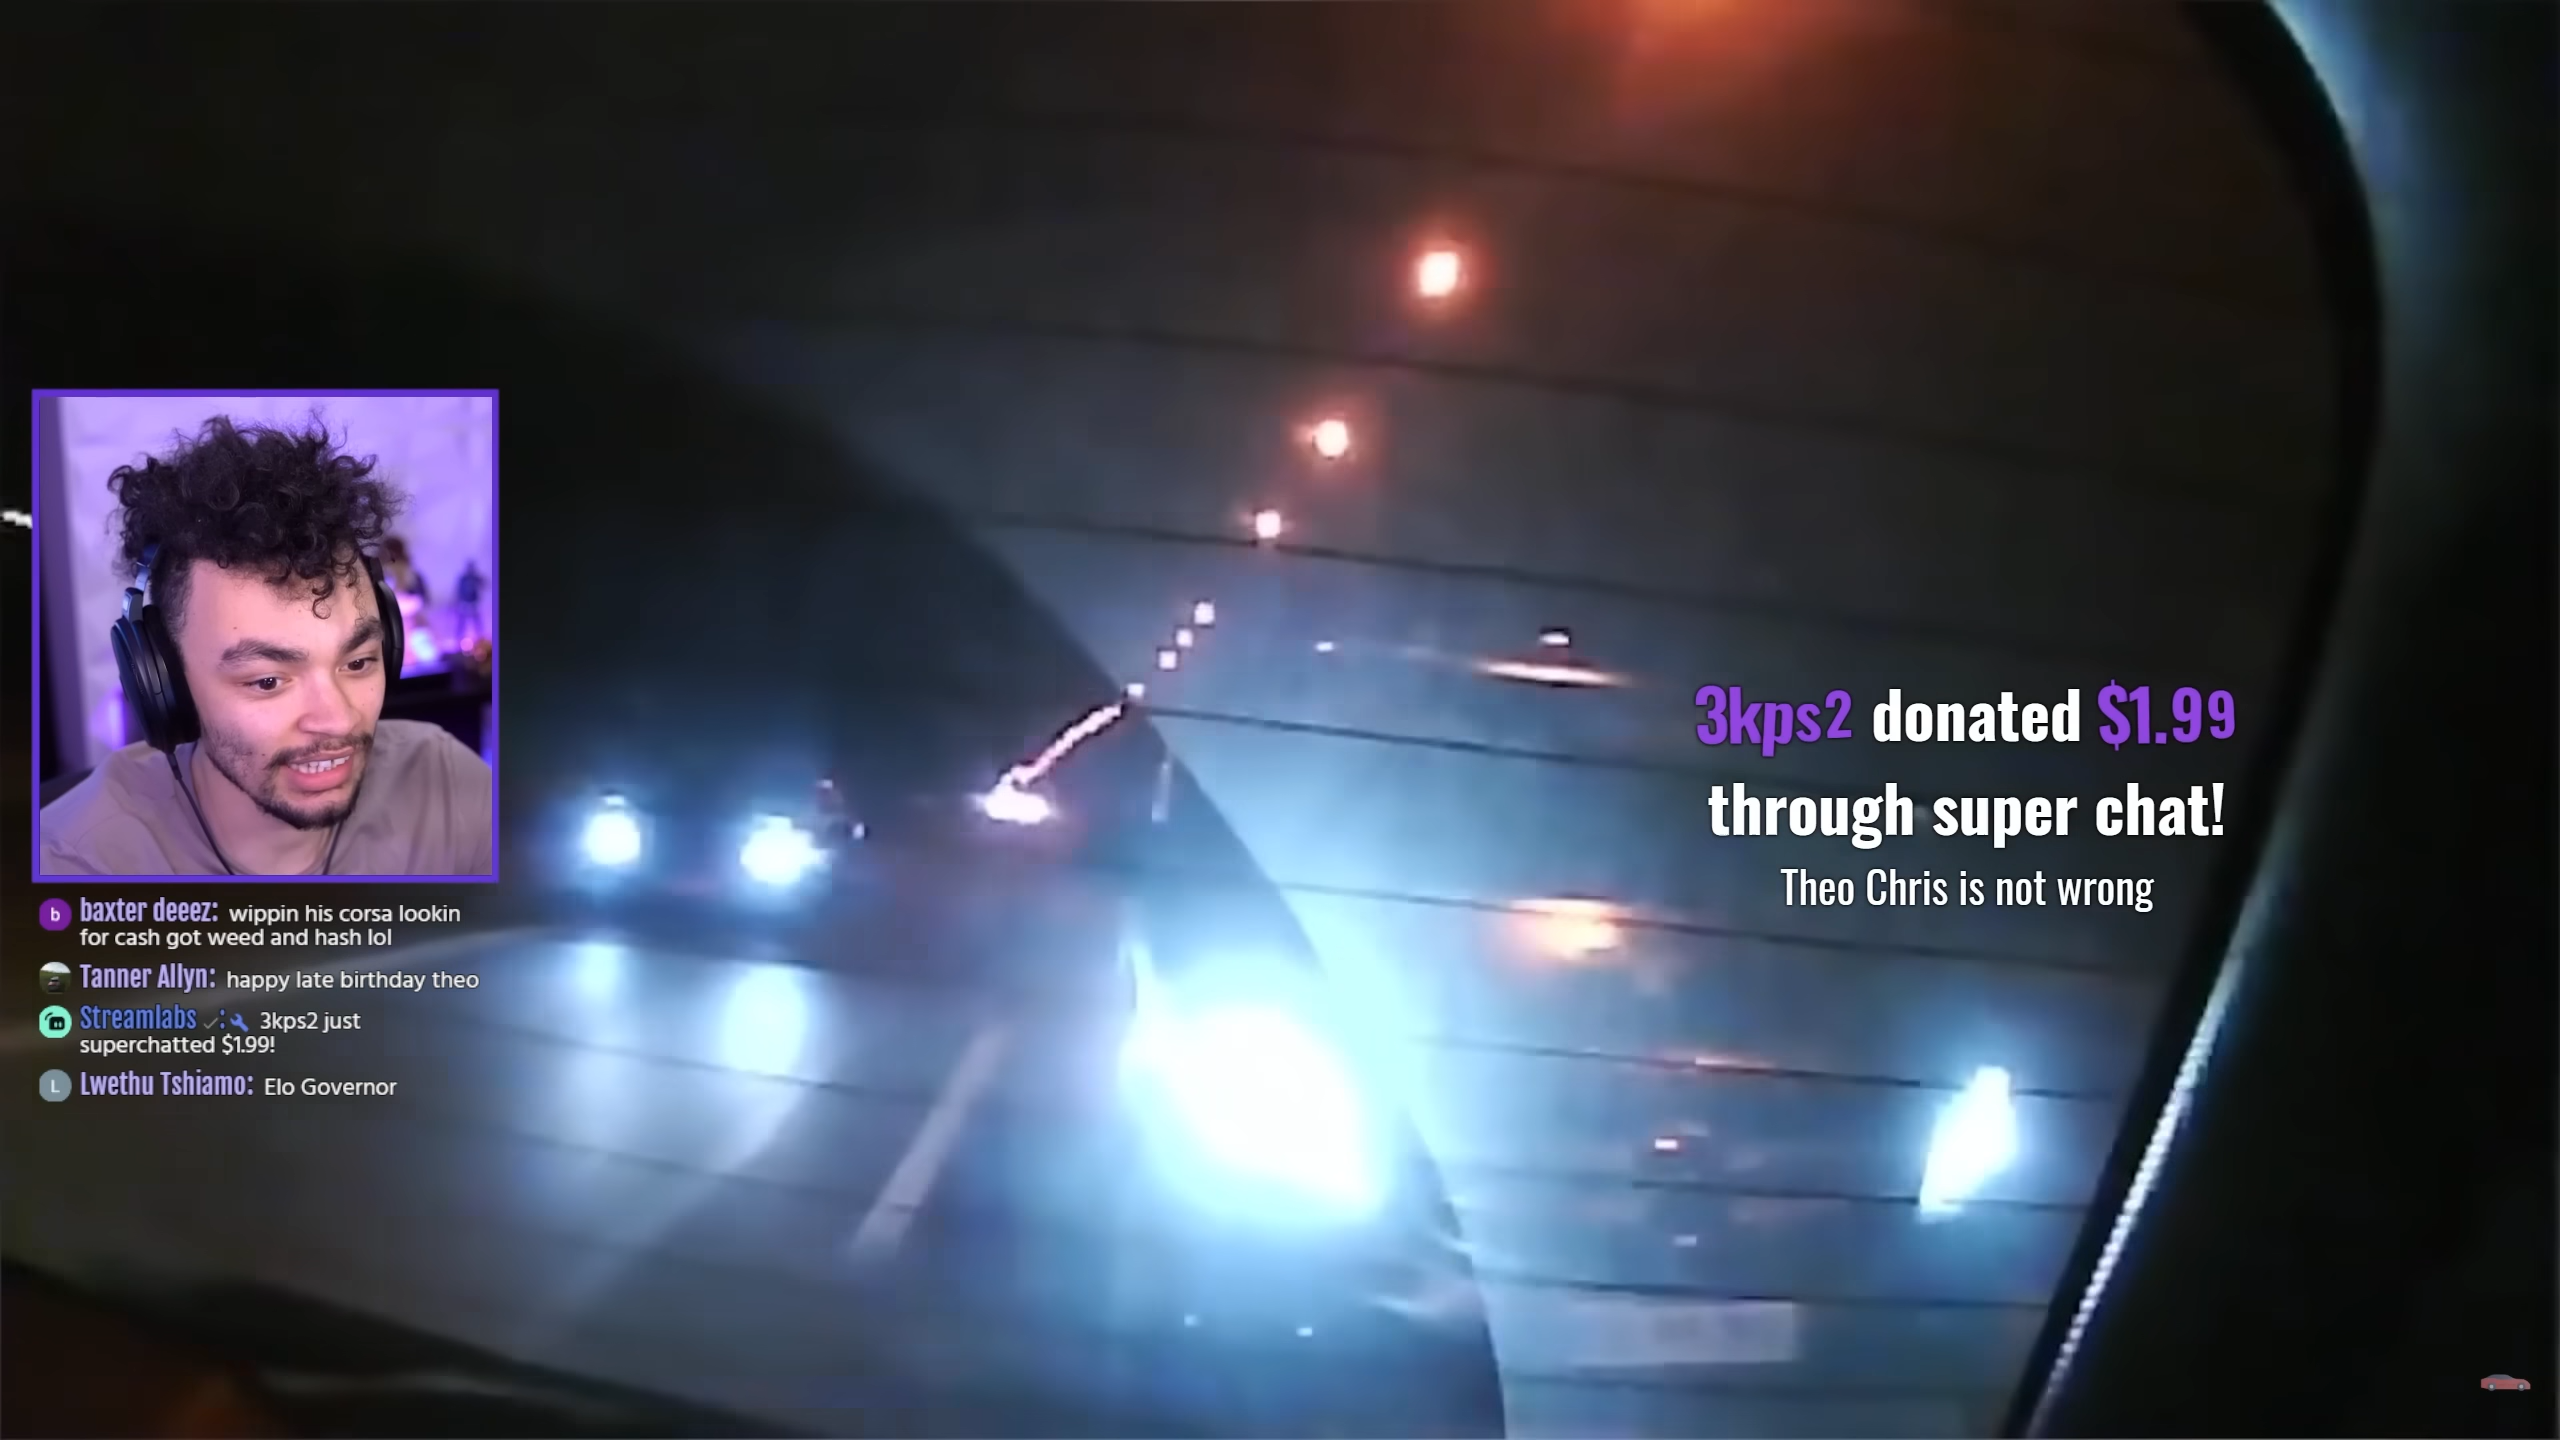 b
baxter deeez: wippin his corsa lookin
for cash got weed and hash lol
Tanner Allyn: happy late birthday theo
Streamlabs : 3kps2 just
superchatted $1.99!
L
Lwethu Tshiamo: Elo Governor
3kps2 donated $1.99
through super chat!
Theo Chris is not wrong